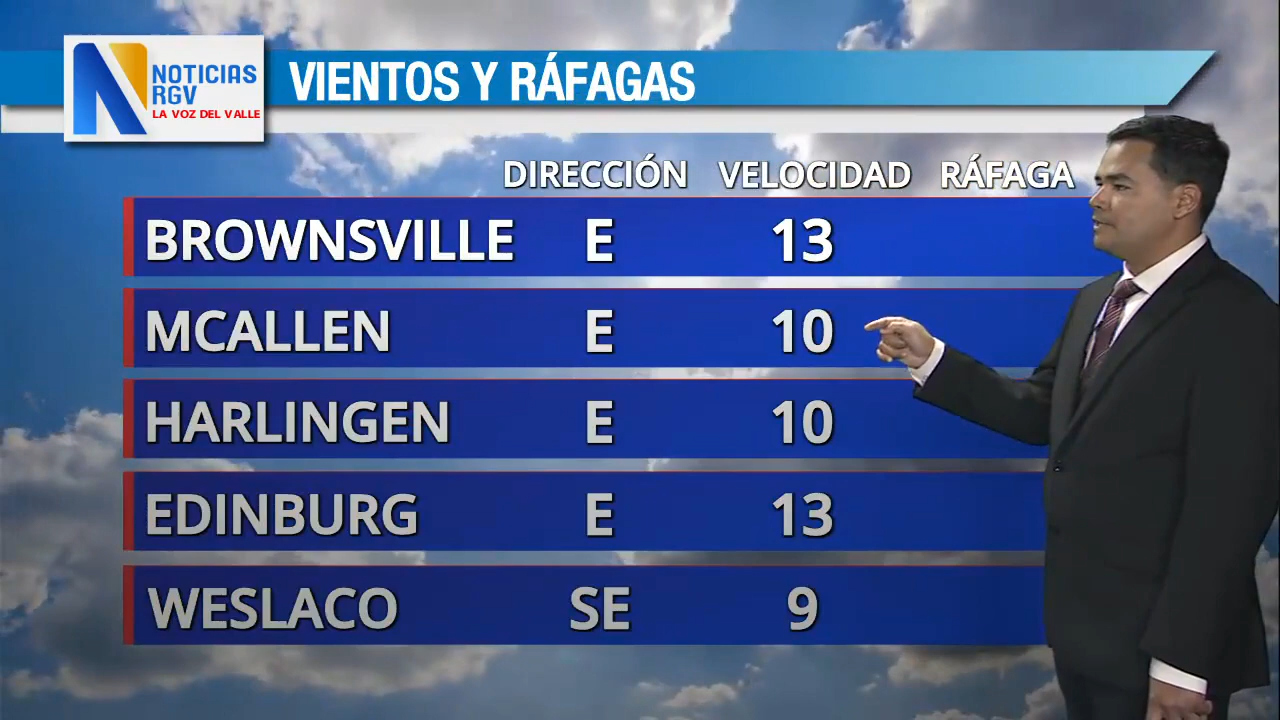 NOTICIAS
RGV
LA VOZ DEL VALLE
VIENTOS Y RÁFAGAS
DIRECCIÓN VELOCIDAD RÁFAGA
BROWNSVILLE E 13
MCALLEN E 10
HARLINGEN E 10
EDINBURG E 13
WESLACO SE 9